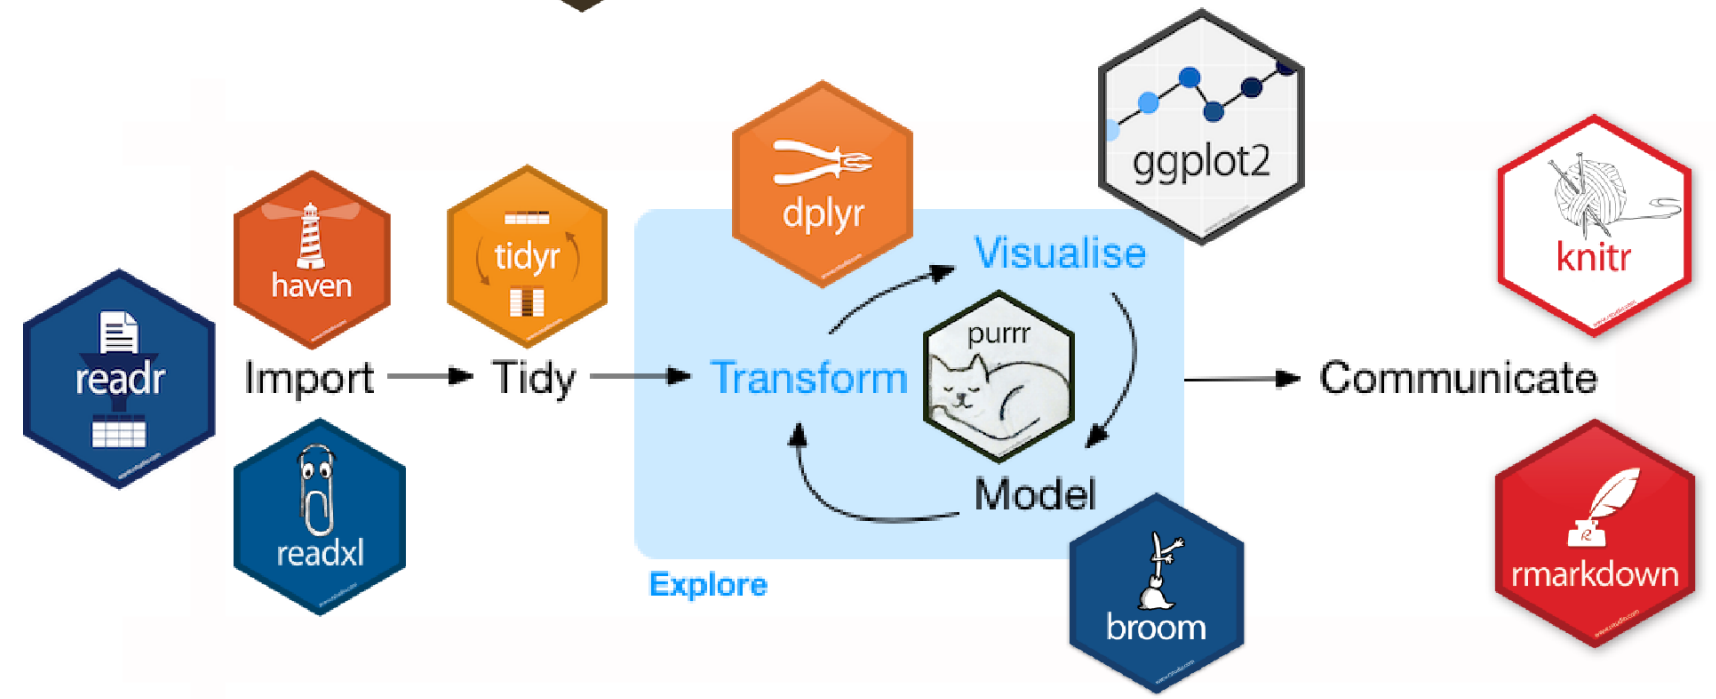 ggplot2
dplyr
haven
tidyr
knitr
Visualise
readr
Import
Tidy
Transform
purrr
Communicate
Model
readxl
Explore
rmarkdown
broom